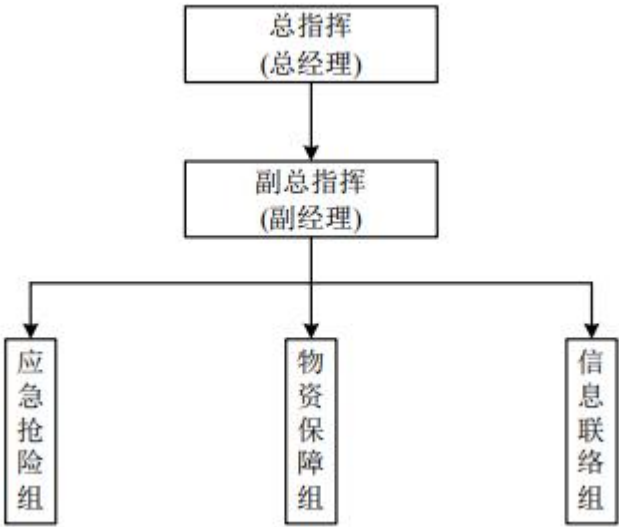 总指挥
(总经理)
副总指挥
(副经理)
应急抢险组
物资保障组
信息联络组